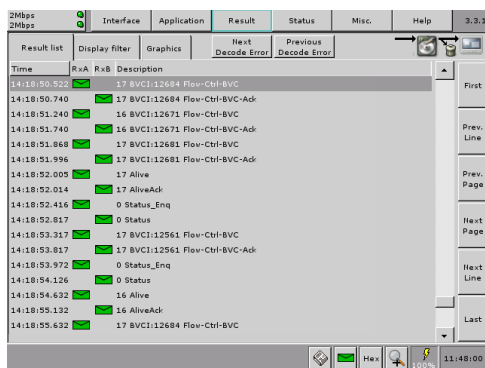 2Mbps
2Mbps
Interface Application Result Status Misc. Help 3.3.1
Result list Display filter Graphics Next Decode Error Previous Decode Error
Time RxA RxB Description
14:18:50.522 17 BVCI:12684 Flow-Ctrl-BVC
14:18:50.740 17 BVCI:12684 Flow-Ctrl-BVC-Ack
14:18:51.240 16 BVCI:12671 Flow-Ctrl-BVC
14:18:51.740 16 BVCI:12671 Flow-Ctrl-BVC-Ack
14:18:51.868 17 BVCI:12681 Flow-Ctrl-BVC
14:18:51.996 17 BVCI:12681 Flow-Ctrl-BVC-Ack
14:18:52.005 17 Alive
14:18:52.014 17 AliveAck
14:18:52.416 0 Status_Enq
14:18:52.817 0 Status
14:18:53.317 17 BVCI:12561 Flow-Ctrl-BVC
14:18:53.817 17 BVCI:12561 Flow-Ctrl-BVC-Ack
14:18:53.972 0 Status_Enq
14:18:54.126 0 Status
14:18:54.632 16 Alive
14:18:55.132 16 AliveAck
14:18:55.632 17 BVCI:12684 Flow-Ctrl-BVC
First
Prev.
Line
Prev.
Page
Next
Page
Next
Line
Last
Hex 100% 11:48:00